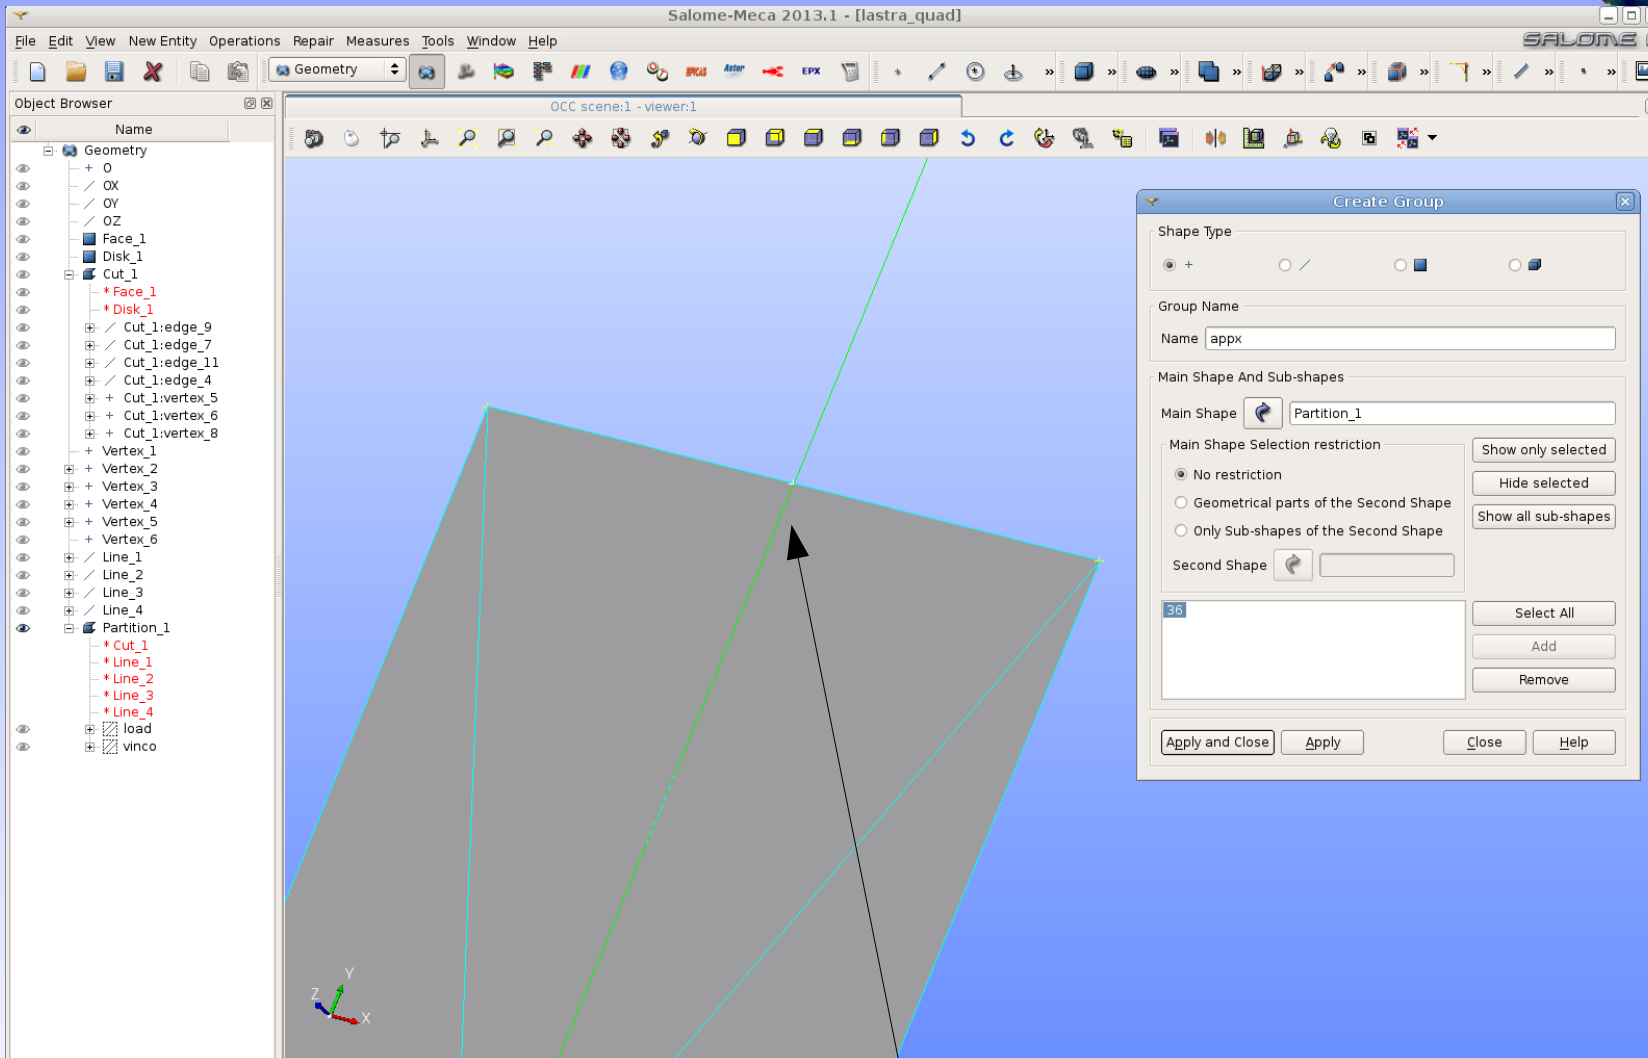 Salome-Meca 2013.1 - [lastra_quad]
File Edit View New Entity Operations Repair Measures Tools Window Help
SALOME
Geometry
EPX
Object Browser
OCC scene:1 - viewer:1
Name
Geometry
O
OX
OY
OZ
Face_1
Disk_1
Cut_1
* Face_1
* Disk_1
Cut_1:edge_9
Cut_1:edge_7
Cut_1:edge_11
Cut_1:edge_4
Cut_1:vertex_5
Cut_1:vertex_6
Cut_1:vertex_8
Vertex_1
Vertex_2
Vertex_3
Vertex_4
Vertex_5
Vertex_6
Line_1
Line_2
Line_3
Line_4
Partition_1
* Cut_1
* Line_1
* Line_2
* Line_3
* Line_4
load
vinco
Y
Z
X
Create Group
Shape Type
Group Name
Name appx
Main Shape And Sub-shapes
Main Shape Partition_1
Main Shape Selection restriction
No restriction
Geometrical parts of the Second Shape
Only Sub-shapes of the Second Shape
Second Shape
Show only selected
Hide selected
Show all sub-shapes
36
Select All
Add
Remove
Apply and Close Apply Close Help